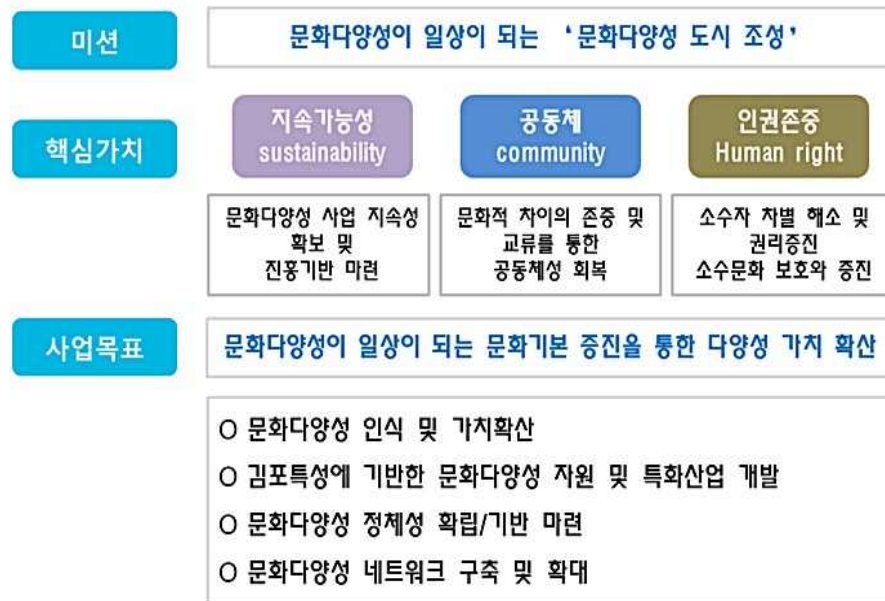 미션
문화다양성이 일상이 되는 '문화다양성 도시 조성'
핵심가치
지속가능성
sustainability
공동체
community
인권존중
Human right
문화다양성 사업 지속성
확보 및
진흥기반 마련
문화적 차이의 존중 및
교류를 통한
공동체성 회복
소수자 차별 해소 및
권리증진
소수문화 보호와 증진
사업목표
문화다양성이 일상이 되는 문화기본 증진을 통한 다양성 가치 확산
O 문화다양성 인식 및 가치확산
O 김포특성에 기반한 문화다양성 자원 및 특화산업 개발
O 문화다양성 정체성 확립/기반 마련
O 문화다양성 네트워크 구축 및 확대